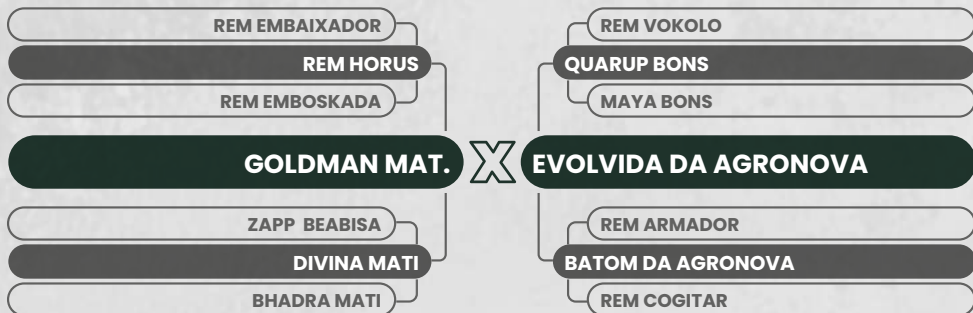 REM EMBAIXADOR
REM HORUS
REM EMBOSKADA
GOLDMAN MAT.
ZAPP BEABISA
DIVINA MATI
BHADRA MATI
X
REM VOKOLO
QUARUP BONS
MAYA BONS
EVOLVIDA DA AGRONOVA
REM ARMADOR
BATOM DA AGRONOVA
REM COGITAR